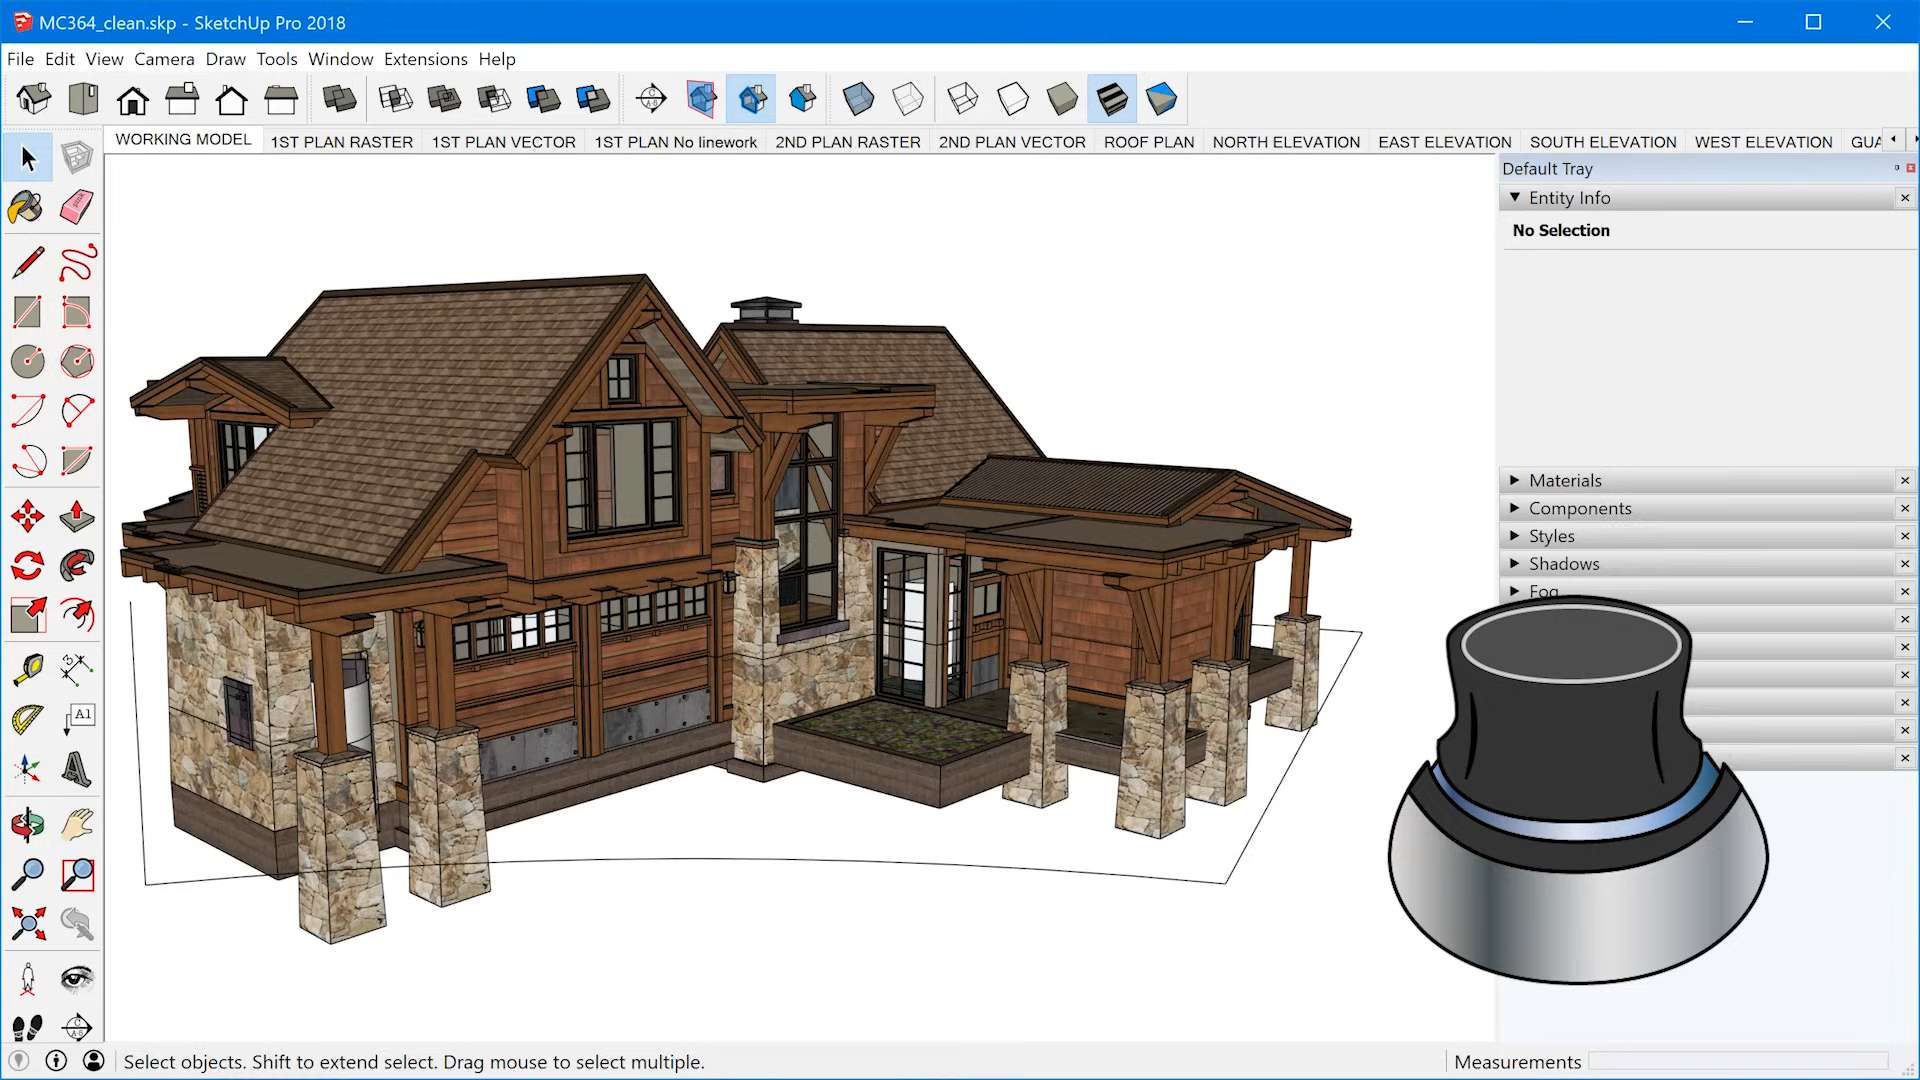 MC364_clean.skp - SketchUp Pro 2018
File Edit View Camera Draw Tools Window Extensions Help
WORKING MODEL 1ST PLAN RASTER 1ST PLAN VECTOR 1ST PLAN No linework 2ND PLAN RASTER 2ND PLAN VECTOR ROOF PLAN NORTH ELEVATION EAST ELEVATION SOUTH ELEVATION WEST ELEVATION GUA
Default Tray
Entity Info
No Selection
Materials
Components
Styles
Shadows
Fog
A1
Select objects. Shift to extend select. Drag mouse to select multiple.
Measurements